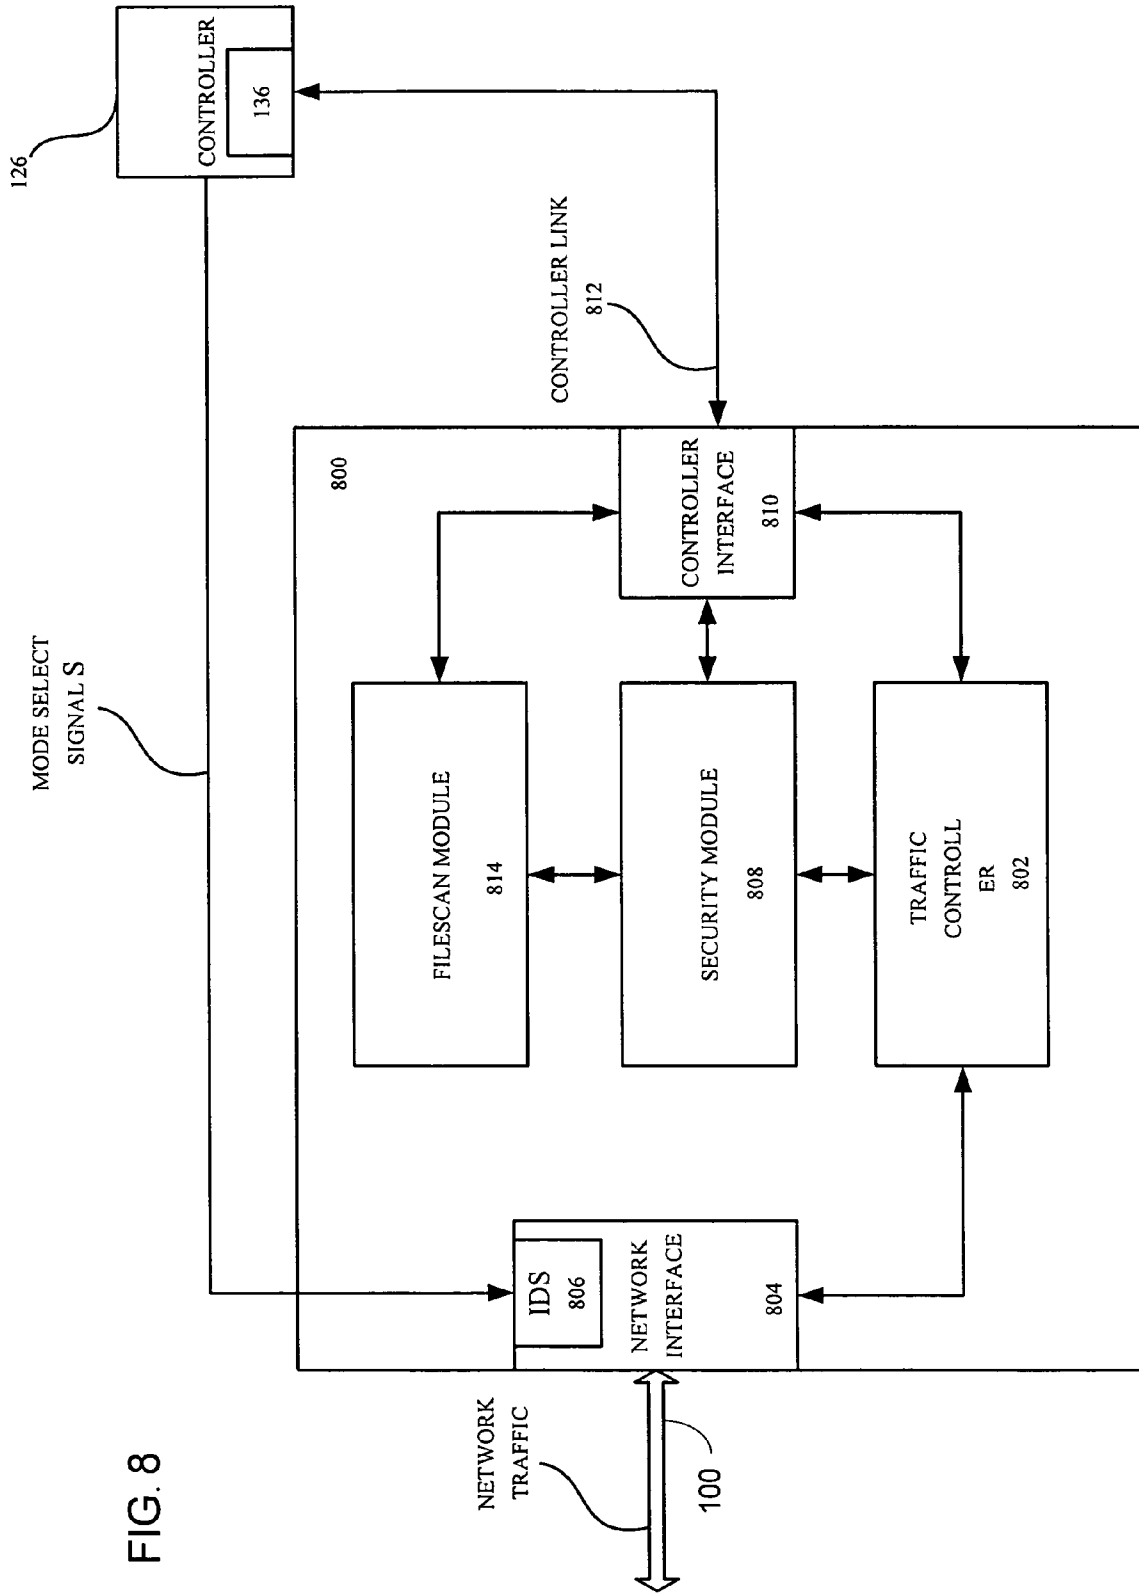 FIG. 8
NETWORK
TRAFFIC
100
MODE SELECT
SIGNAL S
126
CONTROLLER
136
CONTROLLER LINK
812
800
IDS
806
NETWORK
INTERFACE
804
FILESCAN MODULE
814
SECURITY MODULE
808
TRAFFIC
CONTROLL
ER
802
CONTROLLER
INTERFACE
810